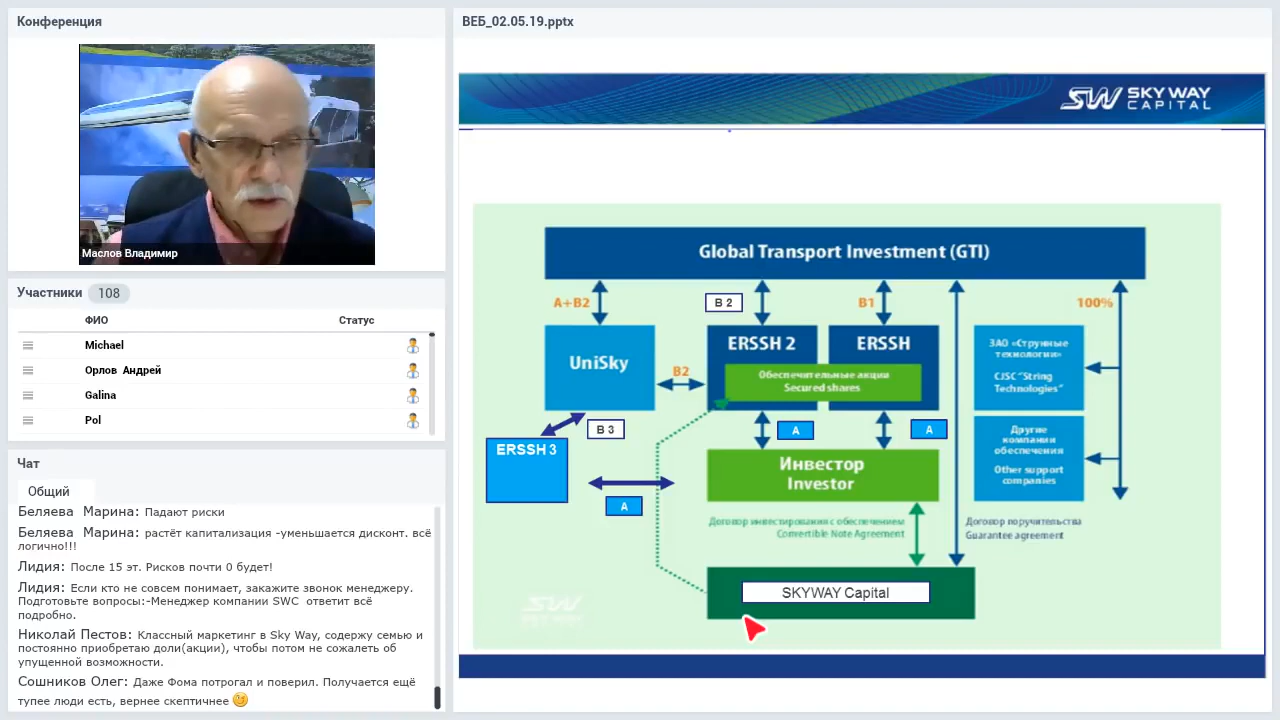 Конференция
Маслов Владимир
Участники 108
ФИО Статус
Michael
Орлов Андрей
Galina
Pol
Чат
Общий
Беляева Марина: Падают риски
Беляева Марина: растёт капитализация -уменьшается дисконт. всё
логично!!!
Лидия: После 15 эт. Рисков почти 0 будет!
Лидия: Если кто не совсем понимает, закажите звонок менеджеру.
Подготовьте вопросы:-Менеджер компании SWC ответит всё
подробно.
Николай Пестов: Классный маркетинг в Sky Way, содержу семью и
постоянно приобретаю доли(акции), чтобы потом не сожалеть об
упущенной возможности.
Сошников Олег: Даже Фома потрогал и поверил. Получается ещё
тупее люди есть, вернее скептичнее
ВЕБ_02.05.19.pptx
SW SKY WAY
CAPITAL
Global Transport Investment (GTI)
A+B2
B 2
B1
100%
UniSky
B2
ERSSH 2
ERSSH
Обеспечительные акции
Secured shares
ЗАО «Струнные
технологии»
CJSC "String
Technologies"
B 3
A
A
Другие
компании
обеспечения
Other support
companies
ERSSH 3
A
Инвестор
Investor
Договор инвестирования с обеспечением
Convertible Note Agreement
Договор поручительства
Guarantee agreement
SKYWAY Capital
SW